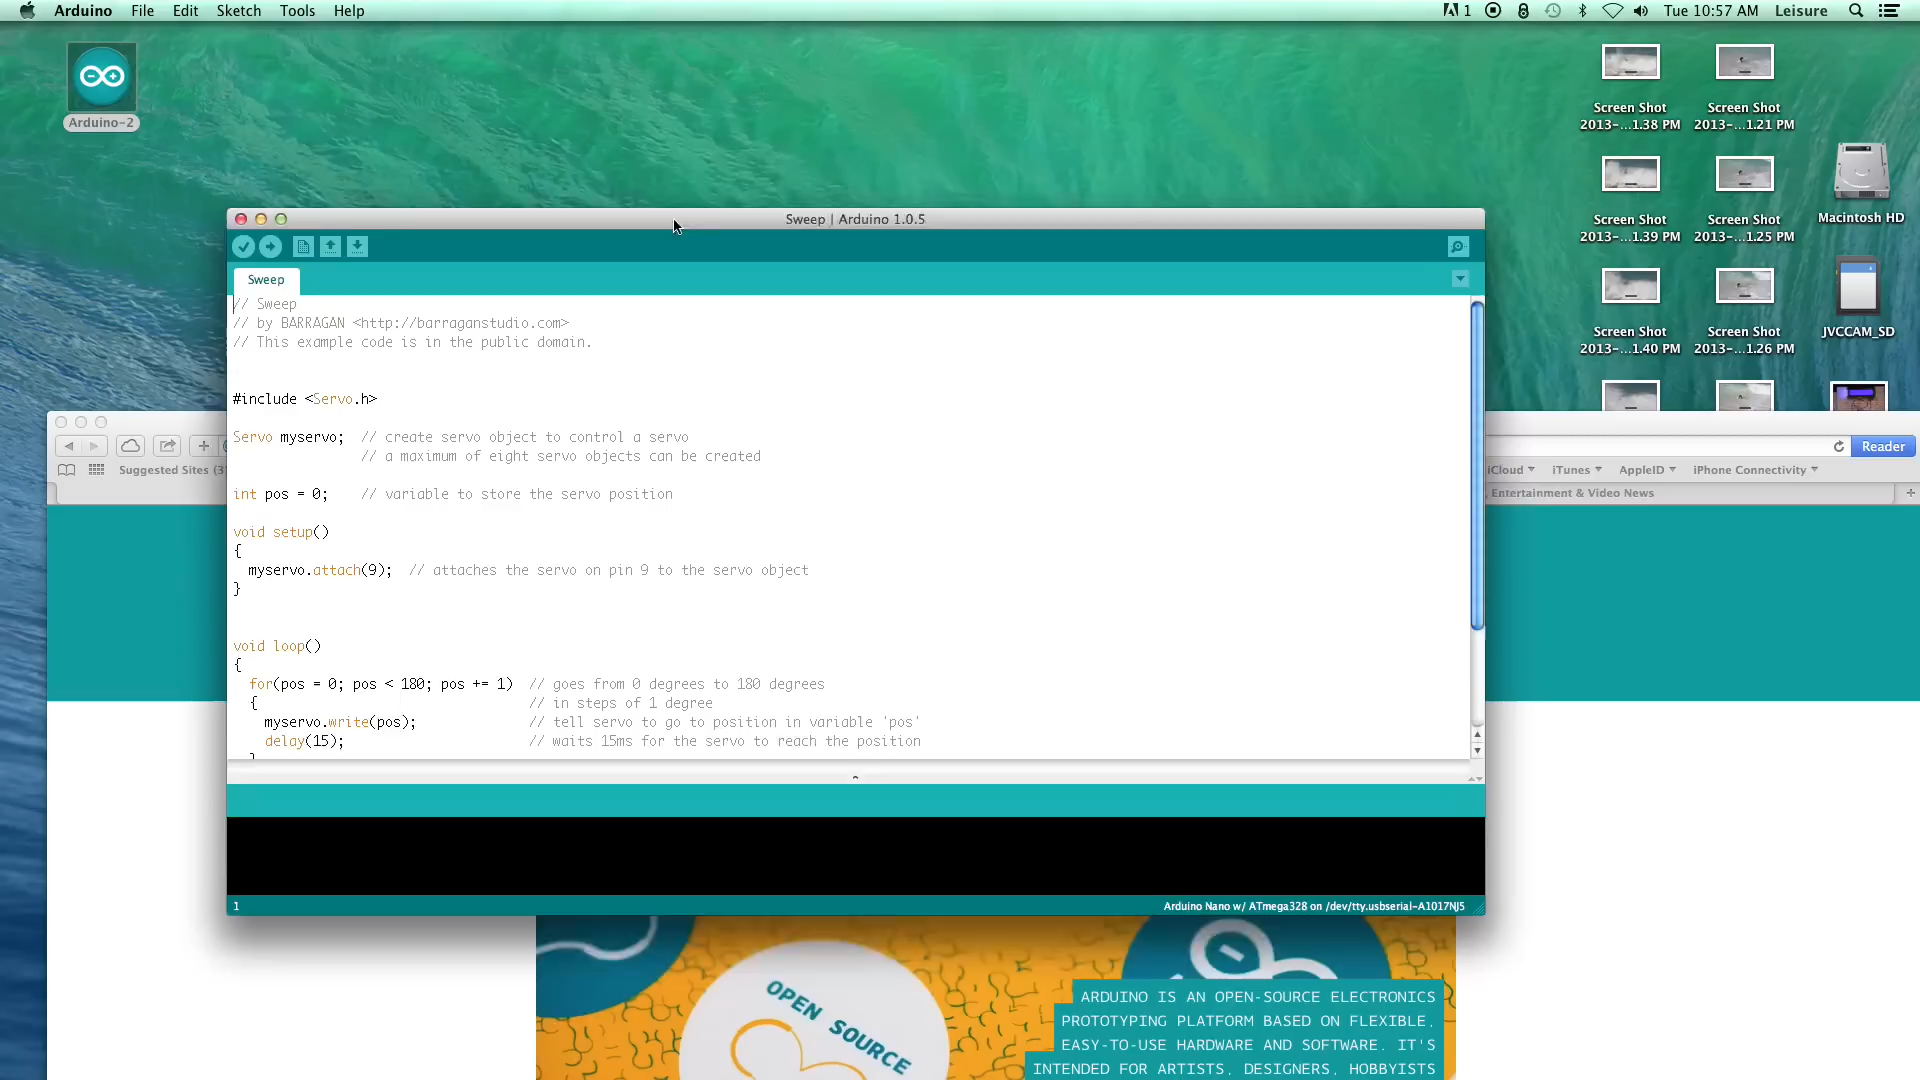 Arduino File Edit Sketch Tools Help
1 Tue 10:57 AM Leisure
Arduino-2
Screen Shot
2013-...1.38 PM
Screen Shot
2013-...1.21 PM
Screen Shot
2013-...1.39 PM
Screen Shot
2013-...1.25 PM
Macintosh HD
Screen Shot
2013-...1.40 PM
Screen Shot
2013-...1.26 PM
JVCCAM_SD
Sweep | Arduino 1.0.5
Sweep
// Sweep
// by BARRAGAN <http://barraganstudio.com>
// This example code is in the public domain.
#include <Servo.h>
Servo myservo;  // create servo object to control a servo
// a maximum of eight servo objects can be created
int pos = 0;    // variable to store the servo position
void setup()
{
myservo.attach(9);  // attaches the servo on pin 9 to the servo object
}
void loop()
{
for(pos = 0; pos < 180; pos += 1)  // goes from 0 degrees to 180 degrees
{                                  // in steps of 1 degree
myservo.write(pos);              // tell servo to go to position in variable 'pos'
delay(15);                       // waits 15ms for the servo to reach the position
}
1
Arduino Nano w/ ATmega328 on /dev/tty.usbserial-A1017NJ5
Reader
Suggested Sites (3
iCloud iTunes AppleID iPhone Connectivity
, Entertainment & Video News
OPEN SOURCE
ARDUINO IS AN OPEN-SOURCE ELECTRONICS
PROTOTYPING PLATFORM BASED ON FLEXIBLE,
EASY-TO-USE HARDWARE AND SOFTWARE. IT'S
INTENDED FOR ARTISTS, DESIGNERS, HOBBYISTS